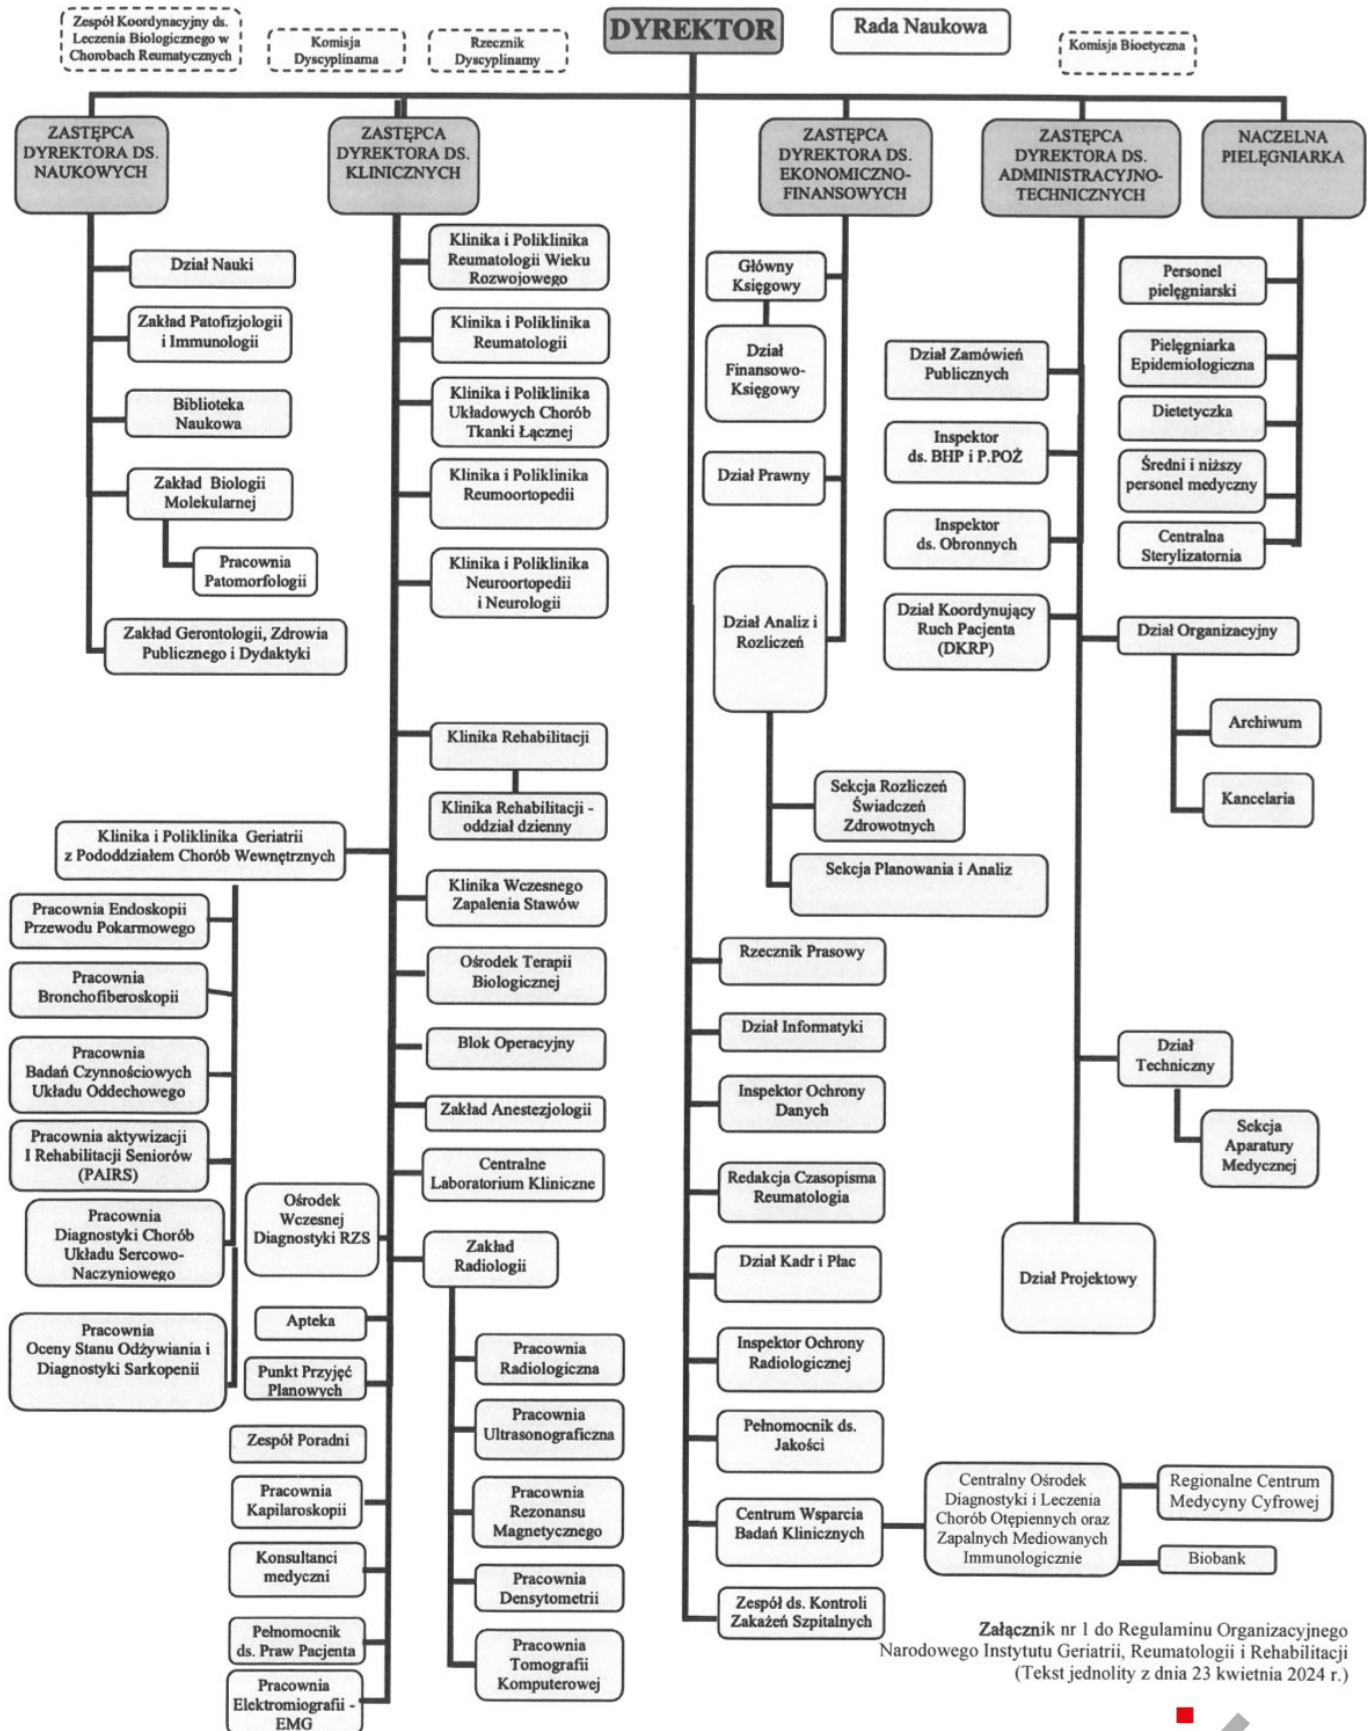 Zespół Koordynacyjny ds.
Leczenia Biologicznego w
Chorobach Reumatycznych
Komisja
Dyscyplinarna
Rzecznik
Dyscyplinarny
DYREKTOR
Rada Naukowa
Komisja Bioetyczna
ZASTĘPCA
DYREKTORA DS.
NAUKOWYCH
ZASTĘPCA
DYREKTORA DS.
KLINICZNYCH
ZASTĘPCA
DYREKTORA DS.
EKONOMICZNO-
FINANSOWYCH
ZASTĘPCA
DYREKTORA DS.
ADMINISTRACYJNO-
TECHNICZNYCH
NACZELNA
PIELĘGNIARKA
Dział Nauki
Zakład Patofizjologii
i Immunologii
Biblioteka
Naukowa
Zakład Biologii
Molekularnej
Pracownia
Patomorfologii
Zakład Gerontologii, Zdrowia
Publicznego i Dydaktyki
Klinika i Poliklinika
Reumatologii Wieku
Rozwojowego
Klinika i Poliklinika
Reumatologii
Klinika i Poliklinika
Układowych Chorób
Tkanki Łącznej
Klinika i Poliklinika
Reumoortopedii
Klinika i Poliklinika
Neuroortopedii
i Neurologii
Klinika Rehabilitacji
Klinika Rehabilitacji -
oddział dzienny
Klinika i Poliklinika Geriatrii
z Pododdziałem Chorób Wewnętrznych
Pracownia Endoskopii
Przewodu Pokarmowego
Pracownia
Bronchofiberoskopii
Pracownia
Badań Czynnościowych
Układu Oddechowego
Pracownia aktywizacji
I Rehabilitacji Seniorów
(PAIRS)
Pracownia
Diagnostyki Chorób
Układu Sercowo-
Naczyniowego
Pracownia
Oceny Stanu Odżywiania i
Diagnostyki Sarkopenii
Klinika Wczesnego
Zapalenia Stawów
Ośrodek Terapii
Biologicznej
Blok Operacyjny
Zakład Anestezjologii
Centralne
Laboratorium Kliniczne
Ośrodek
Wczesnej
Diagnostyki RZS
Zakład
Radiologii
Apteka
Punkt Przyjęć
Planowych
Zespół Poradni
Pracownia
Kapilaroskopii
Konsultanci
medyczni
Pełnomocnik
ds. Praw Pacjenta
Pracownia
Elektromiografii -
EMG
Pracownia
Radiologiczna
Pracownia
Ultrasonograficzna
Pracownia
Rezonansu
Magnetycznego
Pracownia
Densytometrii
Pracownia
Tomografii
Komputerowej
Główny
Księgowy
Dział
Finansowo-
Księgowy
Dział Prawny
Dział Analiz i
Rozliczeń
Sekcja Rozliczeń
Świadczeń
Zdrowotnych
Sekcja Planowania i Analiz
Rzecznik Prasowy
Dział Informatyki
Inspektor Ochrony
Danych
Redakcja Czasopisma
Reumatologia
Dział Kadr i Płac
Inspektor Ochrony
Radiologicznej
Pełnomocnik ds.
Jakości
Centrum Wsparcia
Badań Klinicznych
Zespół ds. Kontroli
Zakażeń Szpitalnych
Centralny Ośrodek
Diagnostyki i Leczenia
Chorób Otępiennych oraz
Zapalnych Mediowanych
Immunologicznie
Regionalne Centrum
Medycyny Cyfrowej
Biobank
Dział Zamówień
Publicznych
Inspektor
ds. BHP i P.POŻ
Inspektor
ds. Obronnych
Dział Koordynujący
Ruch Pacjenta
(DKRP)
Dział Organizacyjny
Archiwum
Kancelaria
Dział
Techniczny
Sekcja
Aparatury
Medycznej
Dział Projektowy
Personel
pielęgniarski
Pielęgniarka
Epidemiologiczna
Dietetyczka
Średni i niższy
personel medyczny
Centralna
Sterylizatornia
Załącznik nr 1 do Regulaminu Organizacyjnego
Narodowego Instytutu Geriatrii, Reumatologii i Rehabilitacji
(Tekst jednolity z dnia 23 kwietnia 2024 r.)